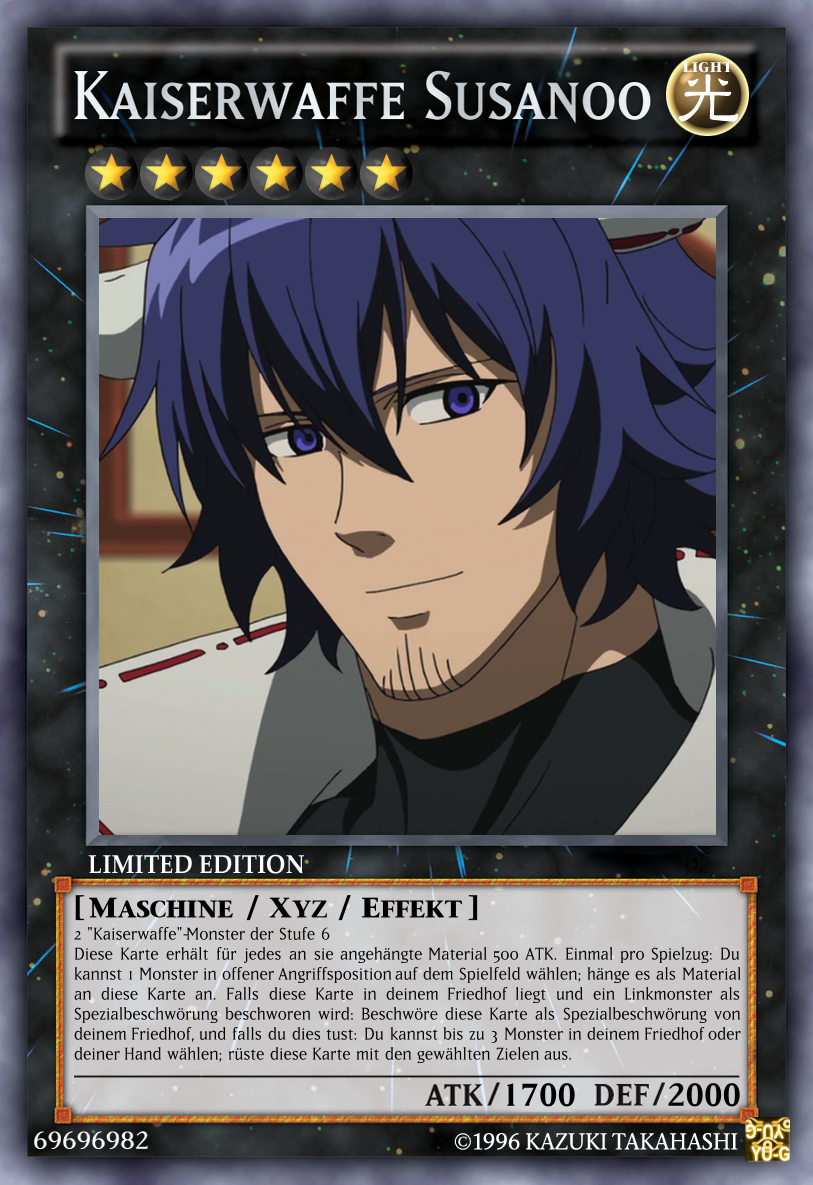 Kaiserwaffe Susanoo
LIGHT
光
LIMITED EDITION
[ Maschine / Xyz / Effekt ]
2 "Kaiserwaffe"-Monster der Stufe 6
Diese Karte erhält für jedes an sie angehängte Material 500 ATK. Einmal pro Spielzug: Du
kannst 1 Monster in offener Angriffsposition auf dem Spielfeld wählen; hänge es als Material
an diese Karte an. Falls diese Karte in deinem Friedhof liegt und ein Linkmonster als
Spezialbeschwörung beschworen wird: Beschwöre diese Karte als Spezialbeschwörung von
deinem Friedhof, und falls du dies tust: Du kannst bis zu 3 Monster in deinem Friedhof oder
deiner Hand wählen; rüste diese Karte mit den gewählten Zielen aus.
ATK/1700 DEF/2000
69696982
©1996 KAZUKI TAKAHASHI